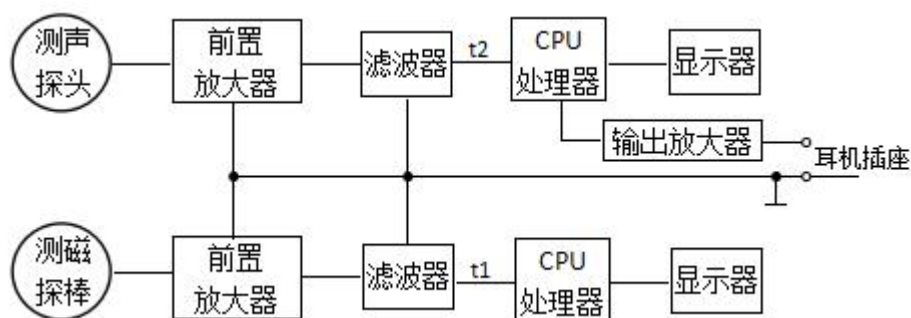 测声
探头
前置
放大器
滤波器
t2
CPU
处理器
显示器
输出放大器
耳机插座
测磁
探棒
前置
放大器
滤波器
t1
CPU
处理器
显示器